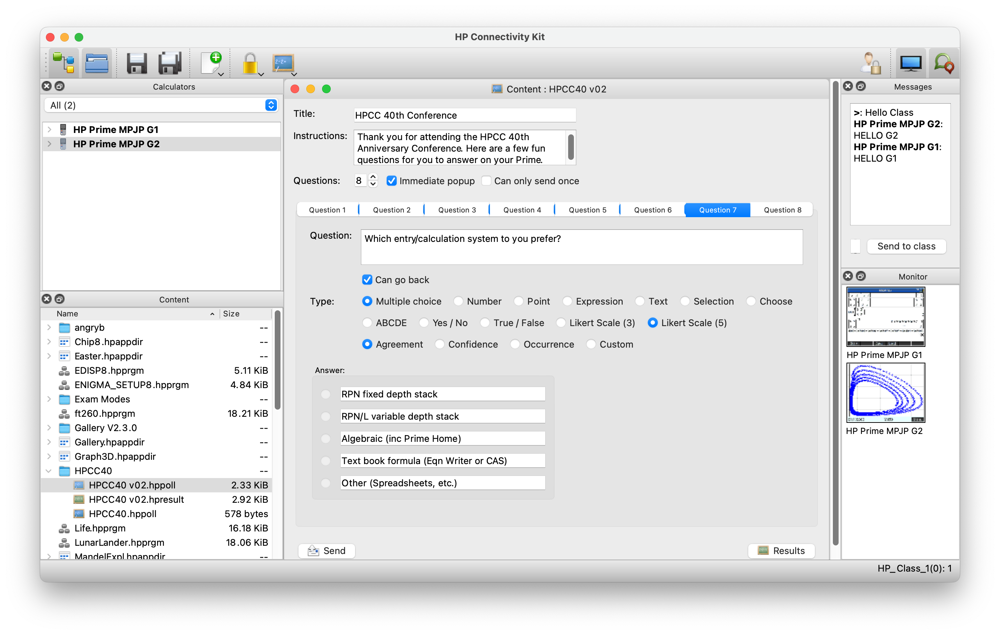 HP Connectivity Kit
Calculators
All (2)
HP Prime MPJP G1
HP Prime MPJP G2
Content
Name Size
angryb --
Chip8.hpappdir --
Easter.hpappdir --
EDISP8.hpprgm 5.11 KiB
ENIGMA_SETUP8.hpprgm 4.84 KiB
Exam Modes --
ft260.hpprgm 18.21 KiB
Gallery V2.3.0 --
Gallery.hpappdir --
Graph3D.hpappdir --
HPCC40 --
HPCC40 v02.hppoll 2.33 KiB
HPCC40 v02.hpresult 2.92 KiB
HPCC40.hppoll 578 bytes
Life.hpprgm 16.18 KiB
LunarLander.hpprgm 18.06 KiB
MandelExpl.hpappdir --
Content : HPCC40 v02
Title: HPCC 40th Conference
Instructions: Thank you for attending the HPCC 40th
Anniversary Conference. Here are a few fun
questions for you to answer on your Prime.
Questions: 8 Immediate popup Can only send once
Question 1 Question 2 Question 3 Question 4 Question 5 Question 6 Question 7 Question 8
Question: Which entry/calculation system to you prefer?
Can go back
Type: Multiple choice Number Point Expression Text Selection Choose
ABCDE Yes / No True / False Likert Scale (3) Likert Scale (5)
Agreement Confidence Occurrence Custom
Answer:
RPN fixed depth stack
RPN/L variable depth stack
Algebraic (inc Prime Home)
Text book formula (Eqn Writer or CAS)
Other (Spreadsheets, etc.)
Send Results
Messages
>: Hello Class
HP Prime MPJP G2:
HELLO G2
HP Prime MPJP G1:
HELLO G1
Send to class
Monitor
HP Prime MPJP G1
HP Prime MPJP G2
HP_Class_1(0): 1